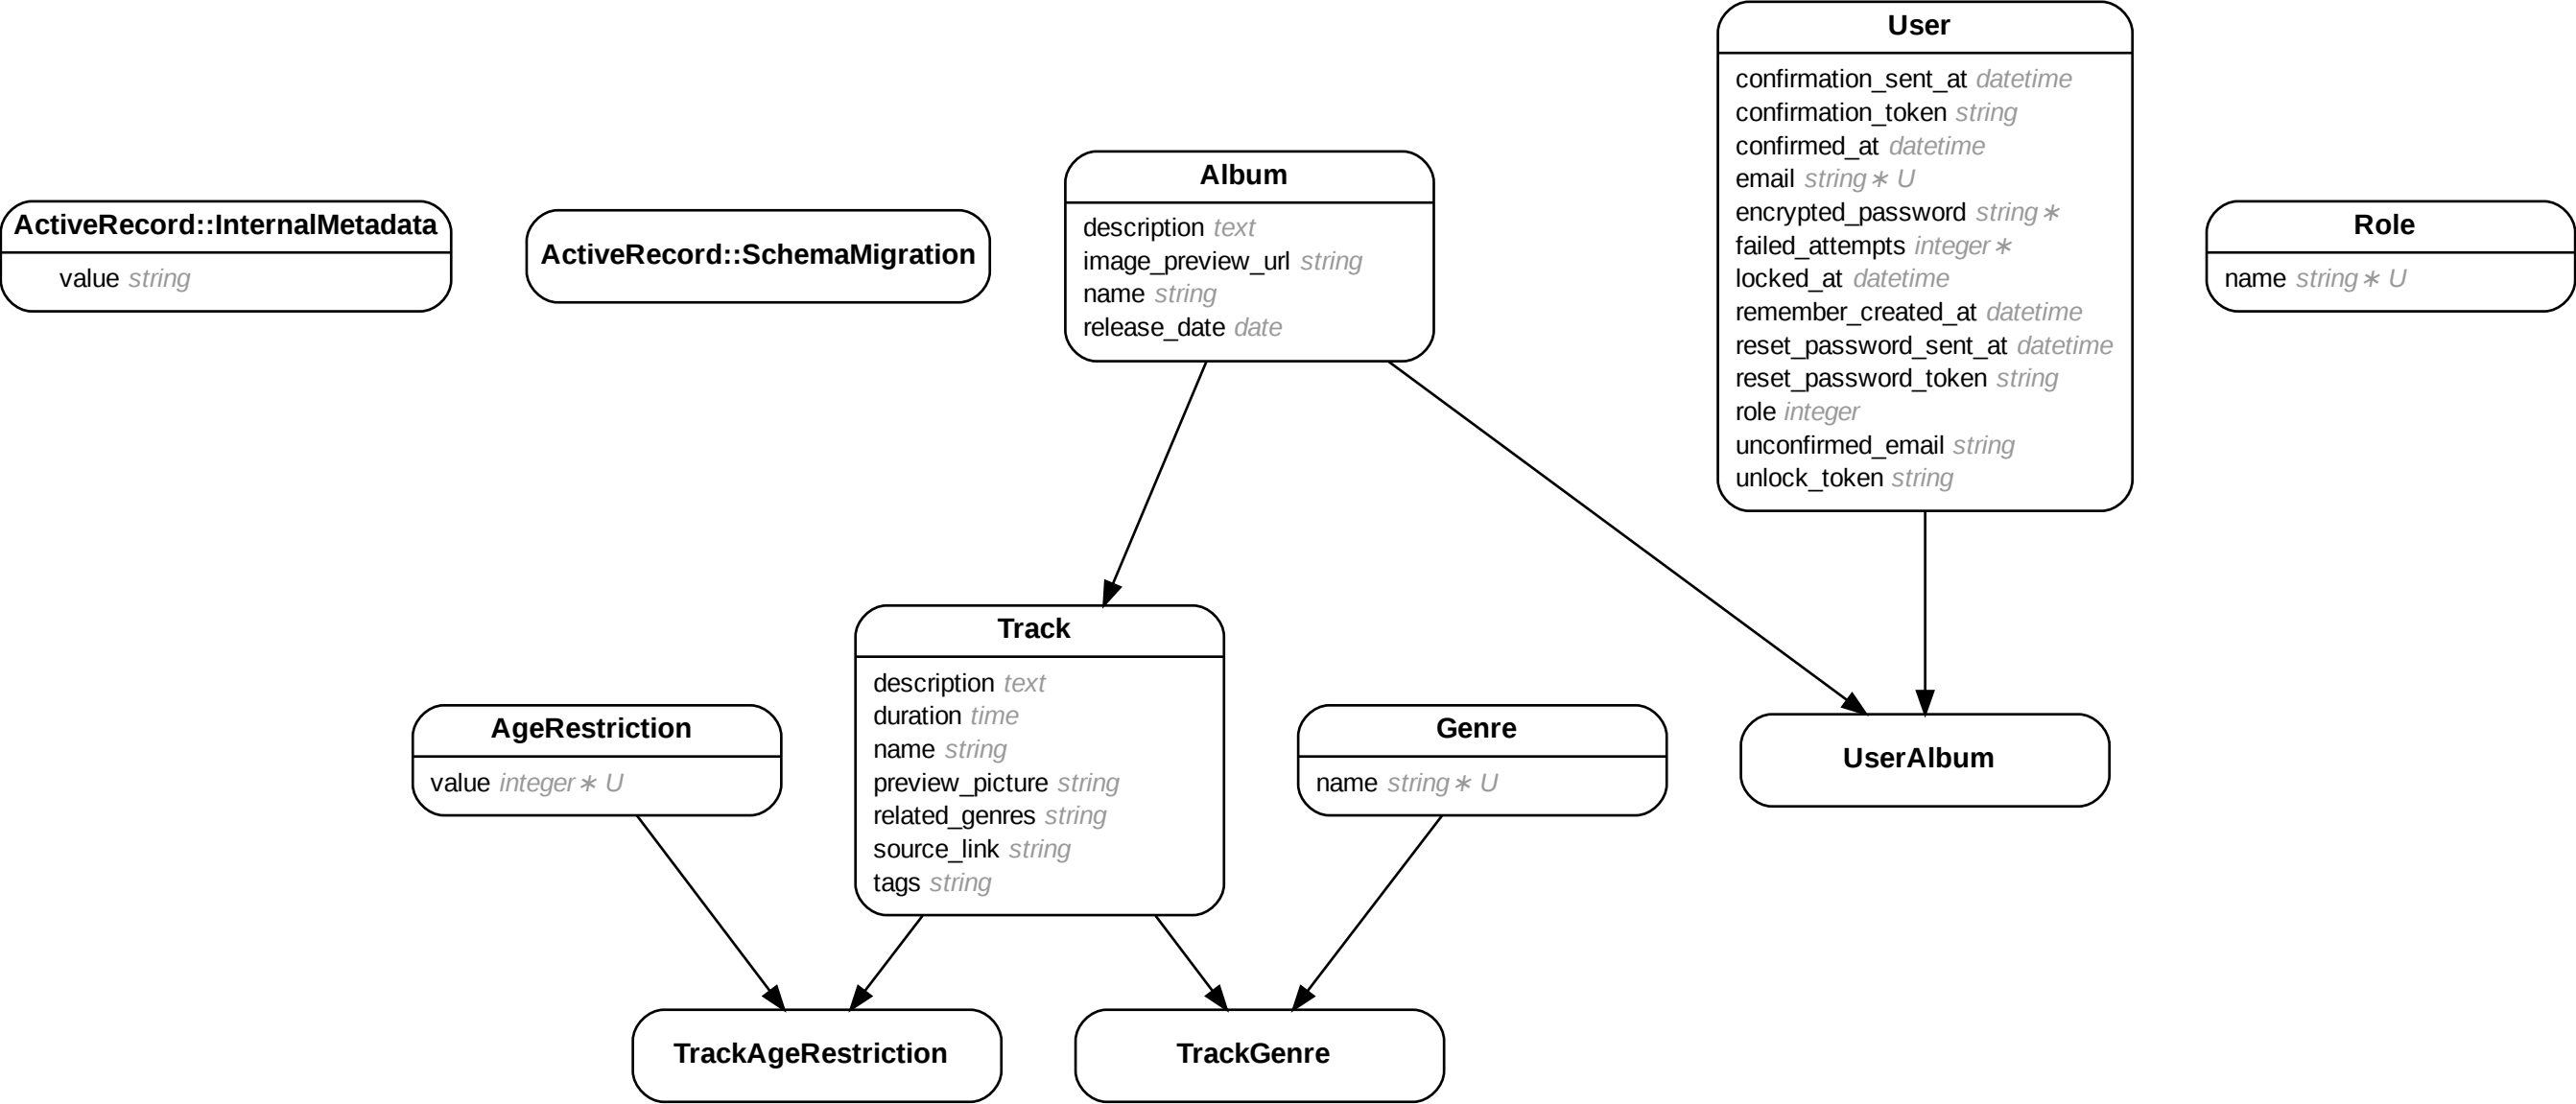 ActiveRecord::InternalMetadata
value string
ActiveRecord::SchemaMigration
Album
description text
image_preview_url string
name string
release_date date
User
confirmation_sent_at datetime
confirmation_token string
confirmed_at datetime
email string∗ U
encrypted_password string∗
failed_attempts integer∗
locked_at datetime
remember_created_at datetime
reset_password_sent_at datetime
reset_password_token string
role integer
unconfirmed_email string
unlock_token string
Role
name string∗ U
AgeRestriction
value integer∗ U
Track
description text
duration time
name string
preview_picture string
related_genres string
source_link string
tags string
Genre
name string∗ U
UserAlbum
TrackAgeRestriction
TrackGenre